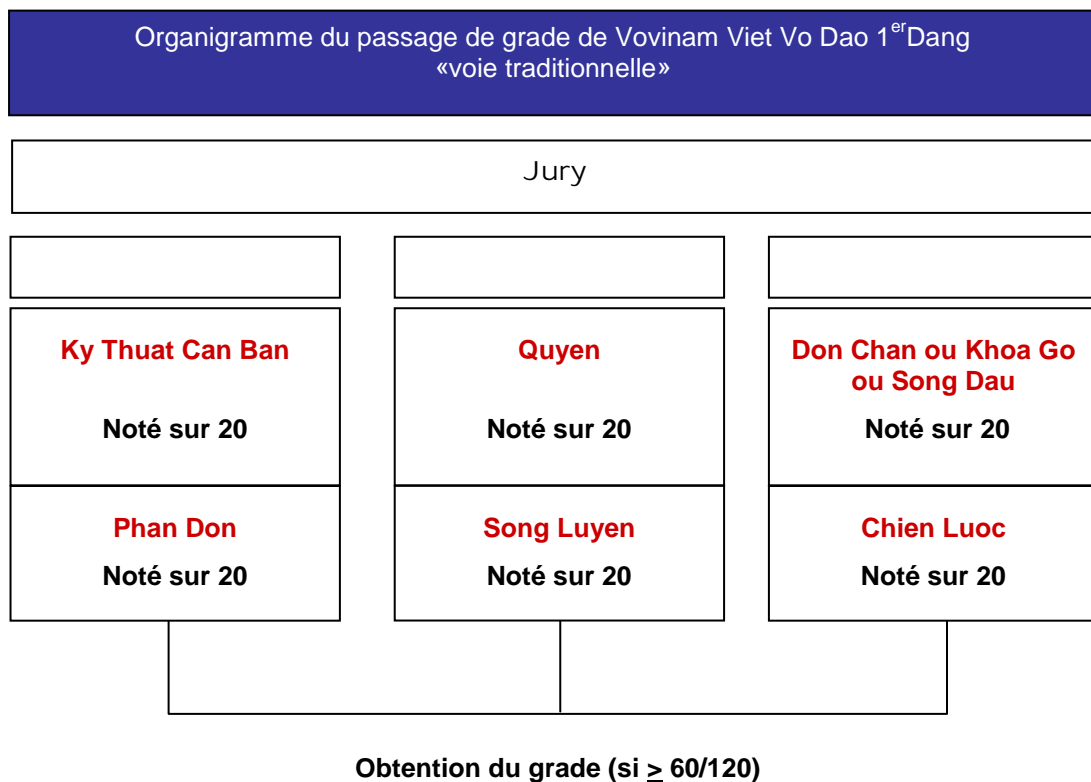 Organigramme du passage de grade de Vovinam Viet Vo Dao 1erDang
«voie traditionnelle»
Jury
Ky Thuat Can Ban
Noté sur 20
Quyen
Noté sur 20
Don Chan ou Khoa Go
ou Song Dau
Noté sur 20
Phan Don
Noté sur 20
Song Luyen
Noté sur 20
Chien Luoc
Noté sur 20
Obtention du grade (si ≥ 60/120)